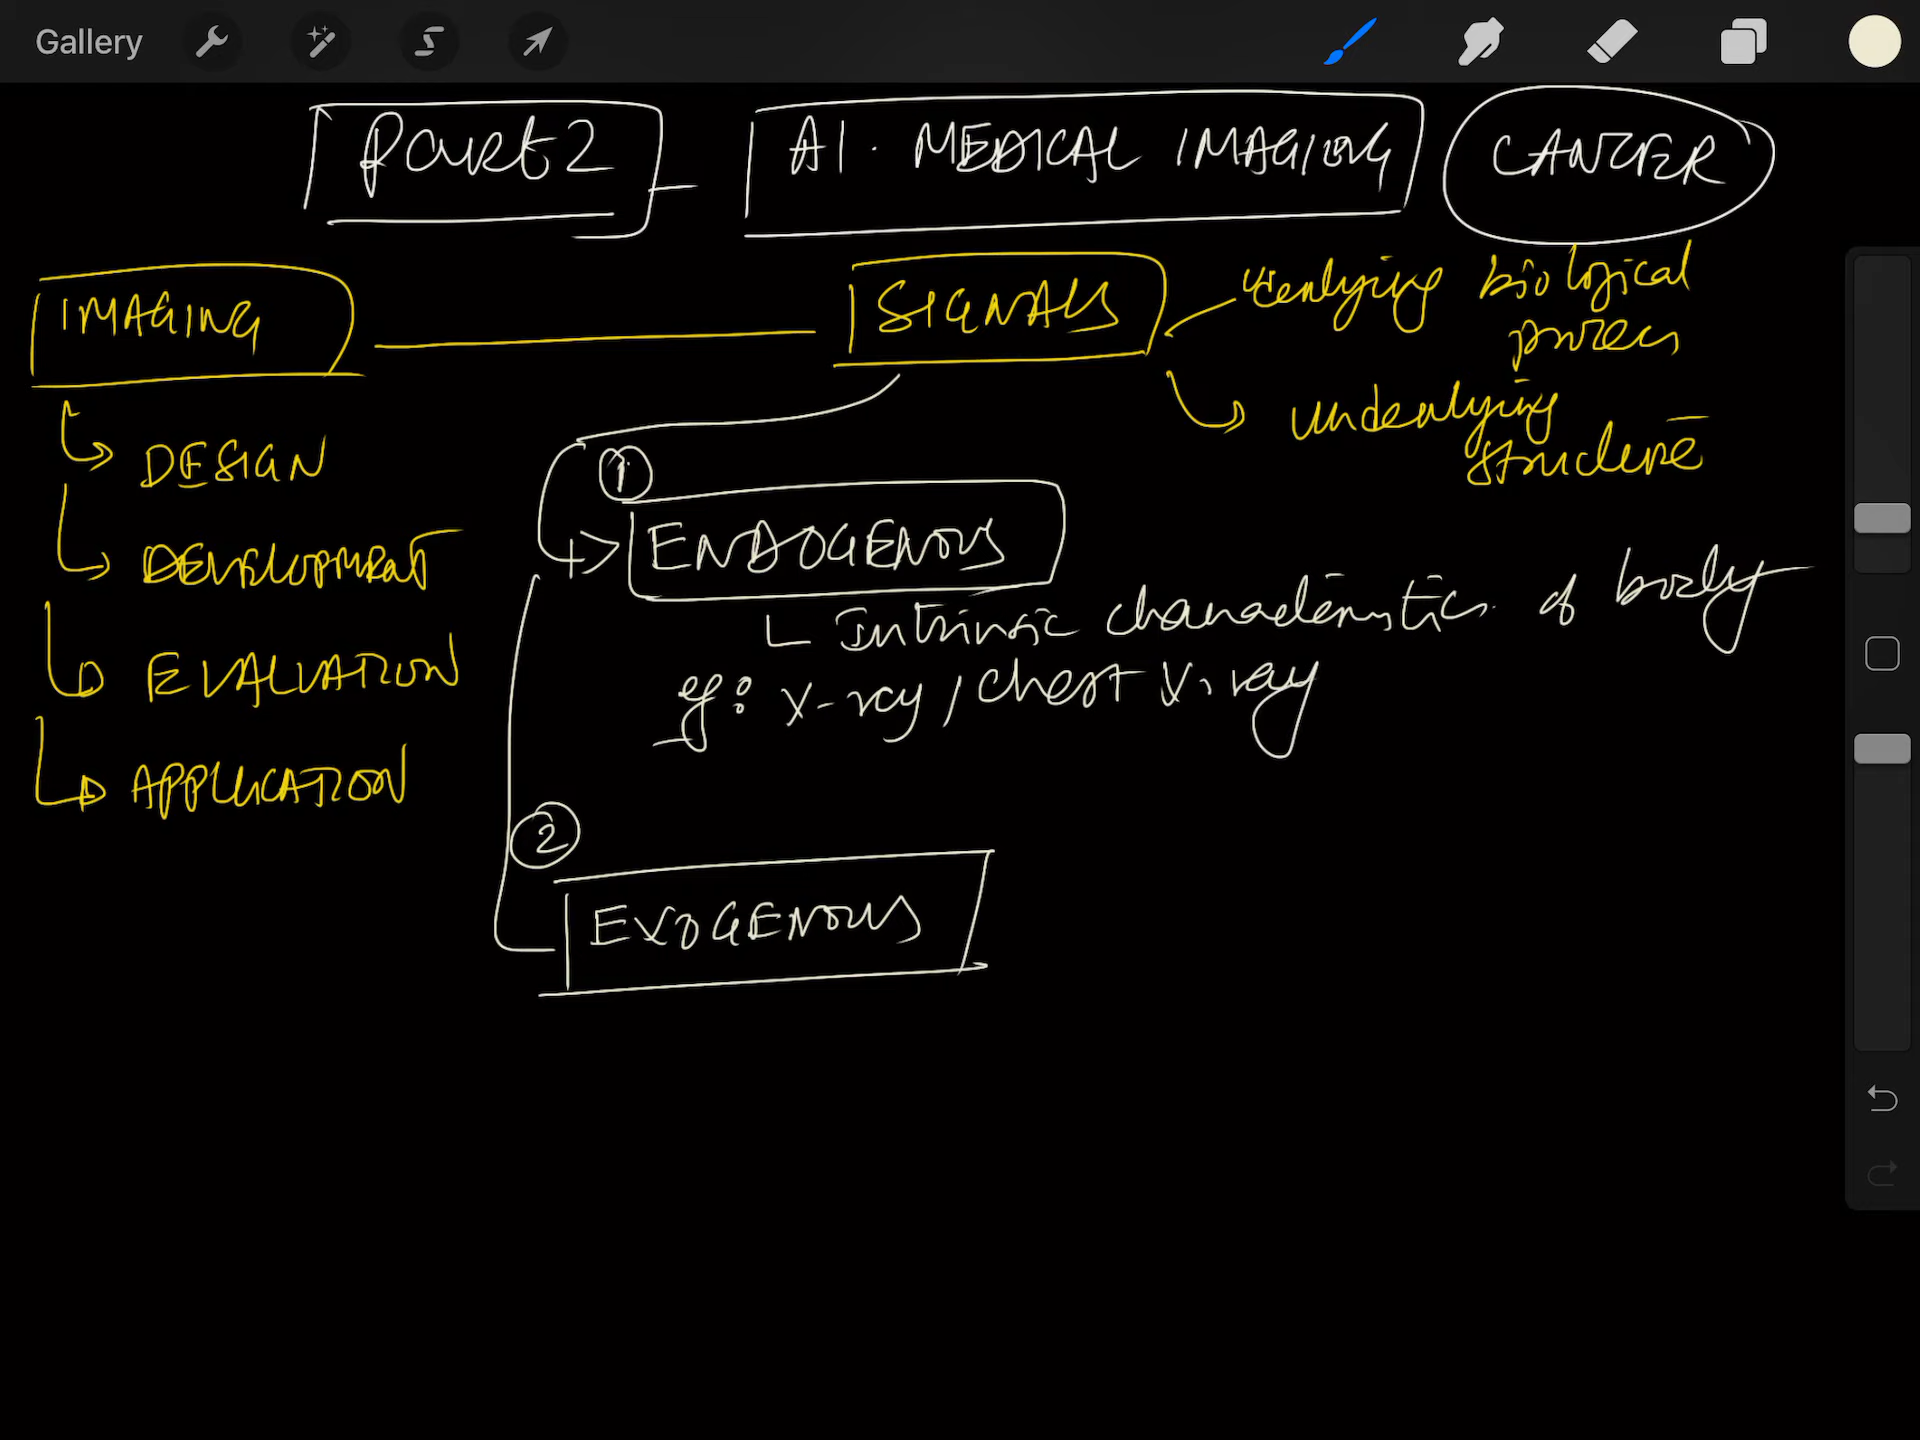 Gallery
Part 2 - AI. MEDICAL IMAGING CANCER
IMAGING
SIGNALS
biological
process
underlying
structure
DESIGN
DEVELOPMENT
EVALUATION
APPLICATION
1
ENDOGENOUS
Intrinsic characteristics of body
eg: X-ray, chest X-ray
2
EXOGENOUS